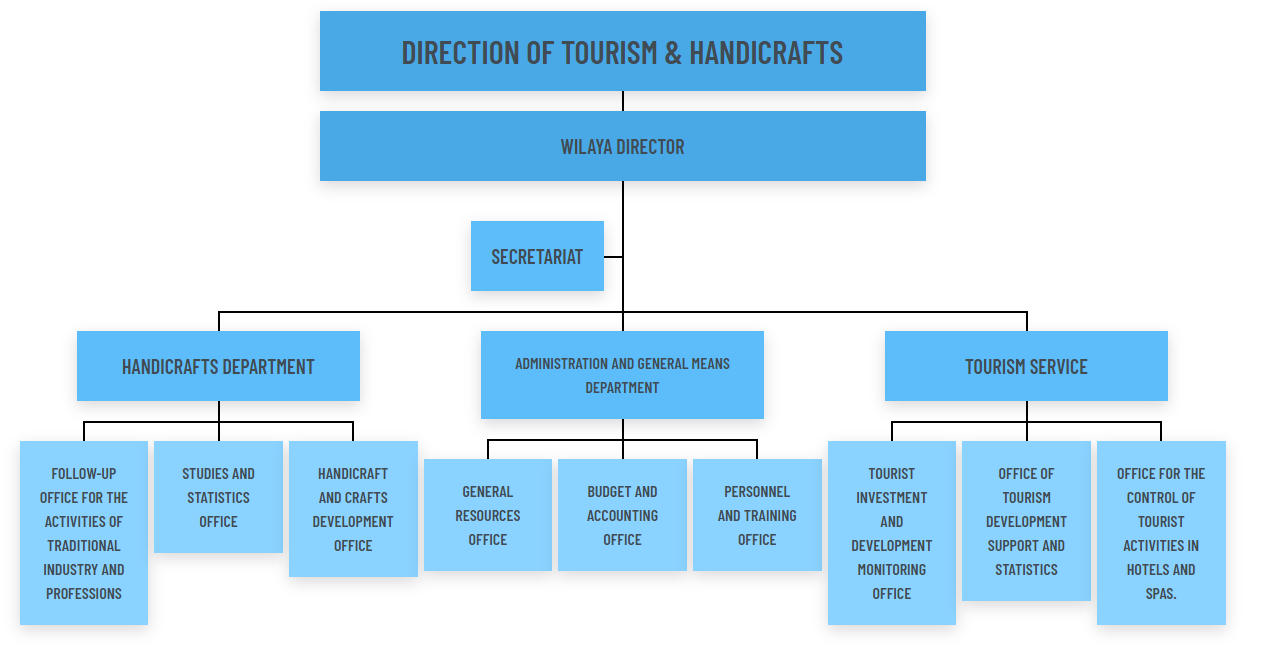 DIRECTION OF TOURISM & HANDICRAFTS
WILAYA DIRECTOR
SECRETARIAT
HANDICRAFTS DEPARTMENT
ADMINISTRATION AND GENERAL MEANS
DEPARTMENT
TOURISM SERVICE
FOLLOW-UP
OFFICE FOR THE
ACTIVITIES OF
TRADITIONAL
INDUSTRY AND
PROFESSIONS
STUDIES AND
STATISTICS
OFFICE
HANDICRAFT
AND CRAFTS
DEVELOPMENT
OFFICE
GENERAL
RESOURCES
OFFICE
BUDGET AND
ACCOUNTING
OFFICE
PERSONNEL
AND TRAINING
OFFICE
TOURIST
INVESTMENT
AND
DEVELOPMENT
MONITORING
OFFICE
OFFICE OF
TOURISM
DEVELOPMENT
SUPPORT AND
STATISTICS
OFFICE FOR THE
CONTROL OF
TOURIST
ACTIVITIES IN
HOTELS AND
SPAS.